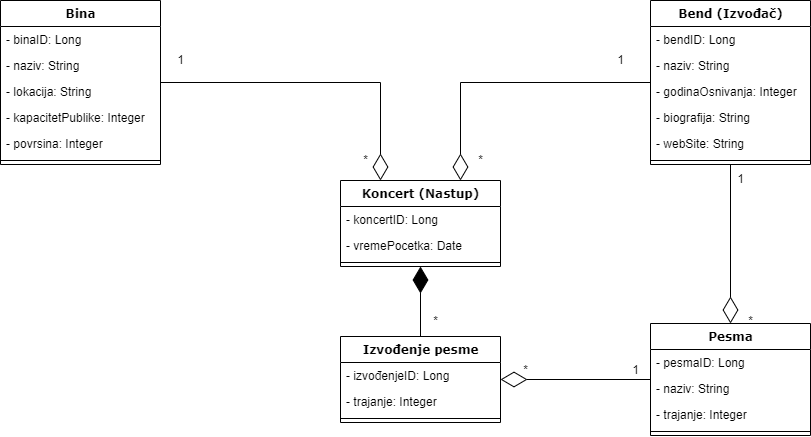 Bina
- binaID: Long
- naziv: String
- lokacija: String
- kapacitetPublike: Integer
- povrsina: Integer
1
*
Bend (Izvođač)
- bendID: Long
- naziv: String
- godinaOsnivanja: Integer
- biografija: String
- webSite: String
1
*
1
*
Koncert (Nastup)
- koncertID: Long
- vremePocetka: Date
*
Izvođenje pesme
- izvođenjeID: Long
- trajanje: Integer
*
1
Pesma
- pesmaID: Long
- naziv: String
- trajanje: Integer